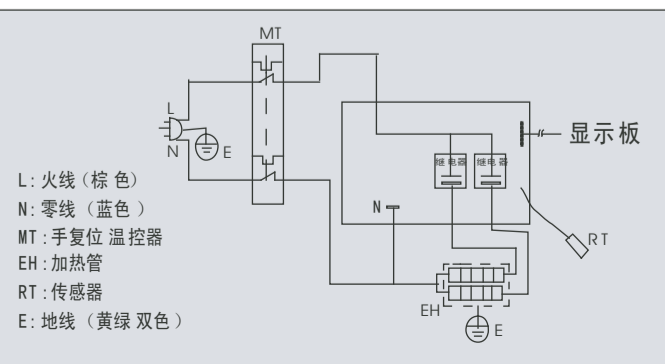 MT
L
N
E
显示板
继电器
继电器
N
RT
EH
E
L: 火线（棕 色）
N: 零线（蓝色 ）
MT : 手复位 温 控器
EH : 加热管
RT : 传感器
E: 地线（黄绿 双色 ）